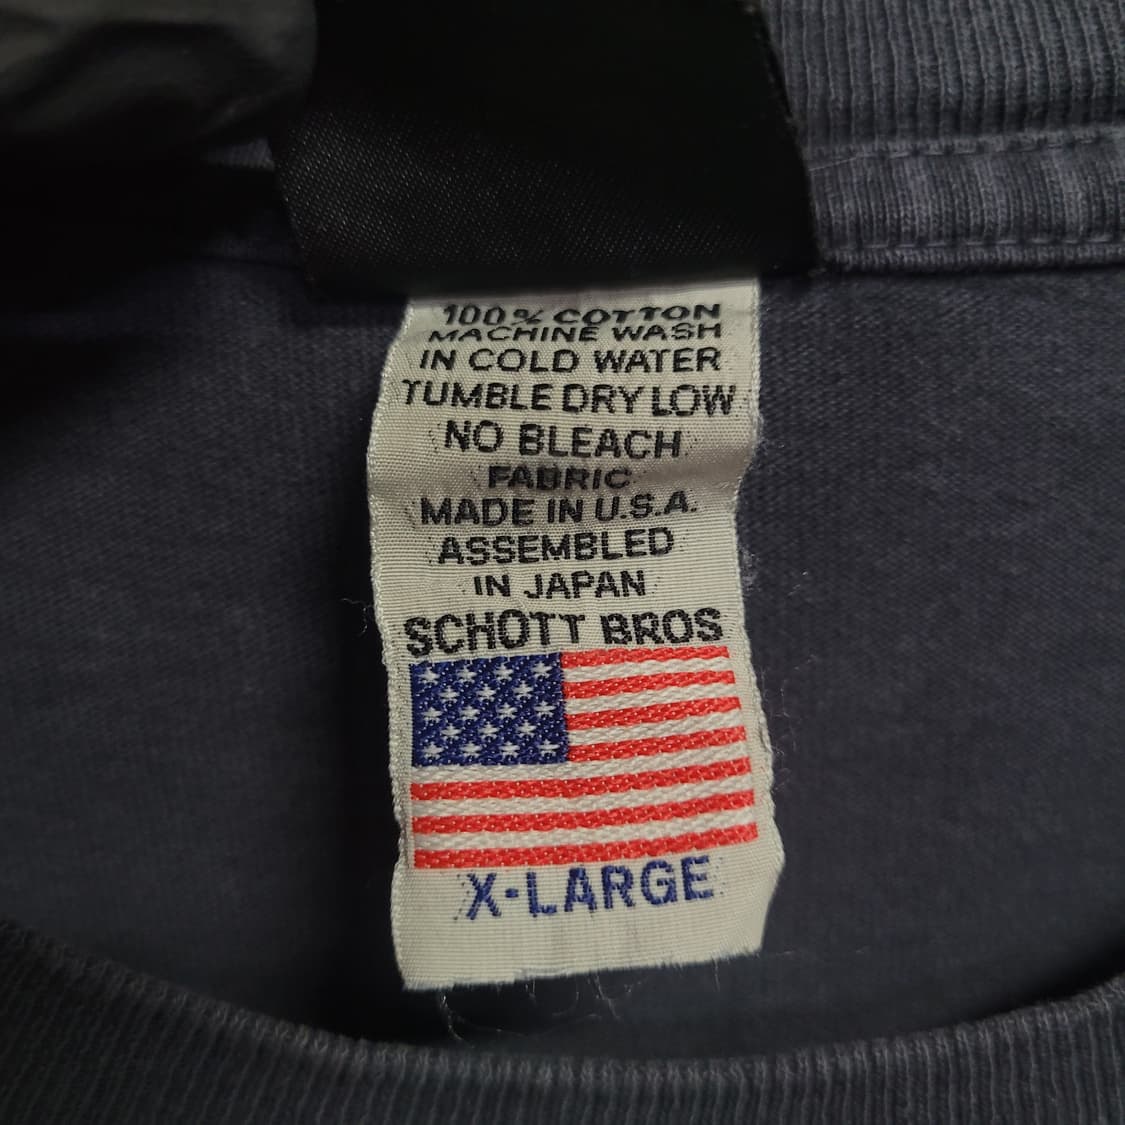 100% COTTON
MACHINE WASH
IN COLD WATER
TUMBLE DRY LOW
NO BLEACH
FABRIC
MADE IN U.S.A.
ASSEMBLED
IN JAPAN
SCHOTT BROS
X-LARGE